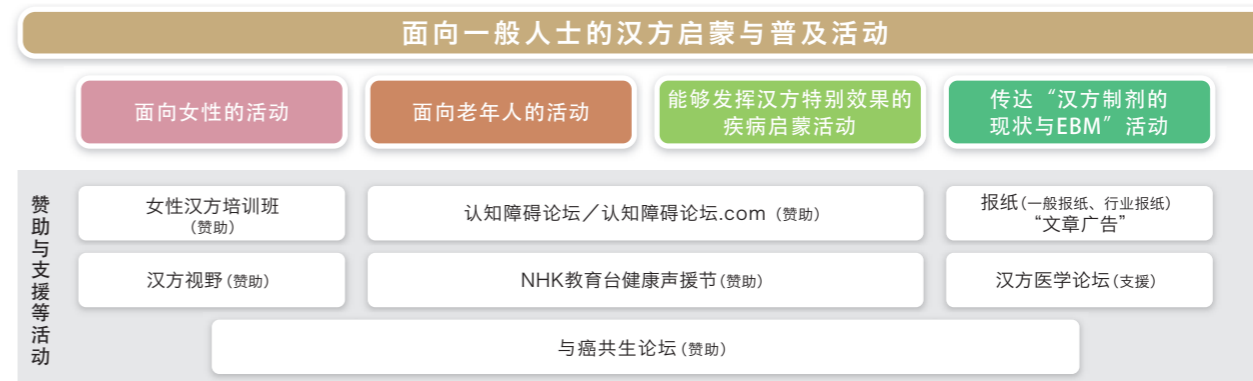 面向一般人士的汉方启蒙与普及活动
面向女性的活动
面向老年人的活动
能够发挥汉方特别效果的
疾病启蒙活动
传达“汉方制剂的
现状与EBM”活动
赞助与支援等活动
女性汉方培训班
(赞助)
认知障碍论坛／认知障碍论坛.com（赞助）
报纸(一般报纸、行业报纸)
“文章广告”
汉方视野(赞助)
NHK教育台健康声援节(赞助)
汉方医学论坛(支援)
与癌共生论坛(赞助)